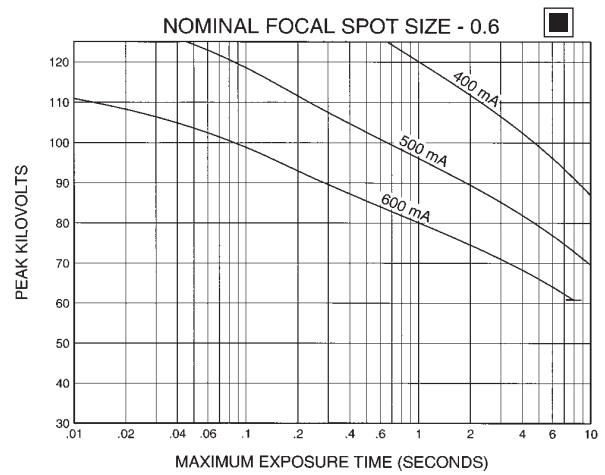 NOMINAL FOCAL SPOT SIZE - 0.6
120
110
100
90
80
70
60
50
40
30
400 mA
500 mA
600 mA
PEAK KILOVOLTS
.01 .02 .04 .06 .1 .2 .4 .6 1 2 4 6 10
MAXIMUM EXPOSURE TIME (SECONDS)